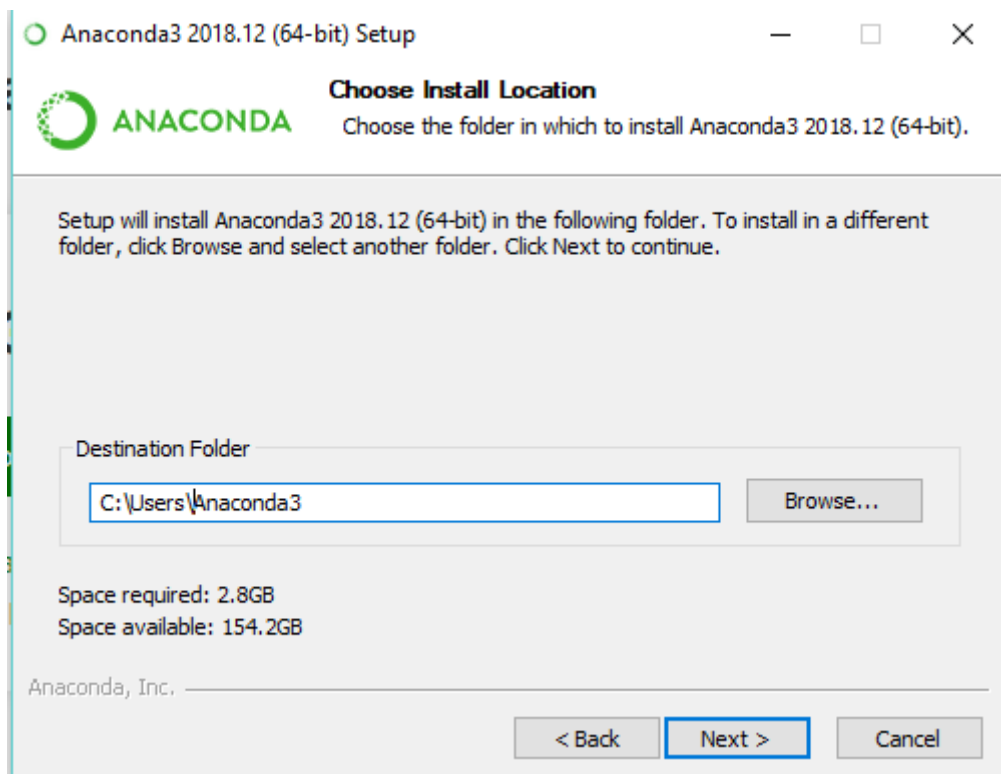 Anaconda3 2018.12 (64-bit) Setup
ANACONDA
Choose Install Location
Choose the folder in which to install Anaconda3 2018.12 (64-bit).
Setup will install Anaconda3 2018.12 (64-bit) in the following folder. To install in a different
folder, click Browse and select another folder. Click Next to continue.
Destination Folder
C:\Users\Anaconda3
Browse...
Space required: 2.8GB
Space available: 154.2GB
Anaconda, Inc.
< Back
Next >
Cancel